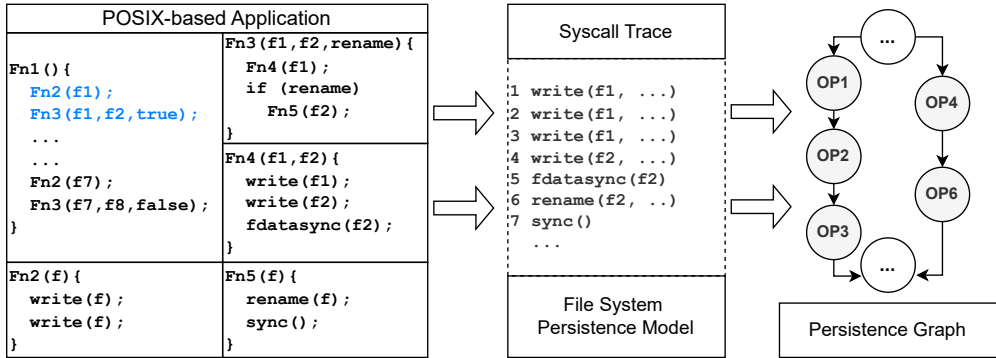 POSIX-based Application
Fn1(){
  Fn2(f1);
  Fn3(f1,f2,true);
  ...
  ...
  Fn2(f7);
  Fn3(f7,f8,false);
}
Fn2(f){
  write(f);
  write(f);
}
Fn3(f1,f2,rename){
  Fn4(f1);
  if (rename)
    Fn5(f2);
}
Fn4(f1,f2){
  write(f1);
  write(f2);
  fdatasync(f2);
}
Fn5(f){
  rename(f);
  sync();
}
Syscall Trace
1 write(f1, ...)
2 write(f1, ...)
3 write(f1, ...)
4 write(f2, ...)
5 fdatasync(f2)
6 rename(f2, ..)
7 sync()
...
File System
Persistence Model
...
OP1
OP4
OP2
OP6
OP3
...
Persistence Graph